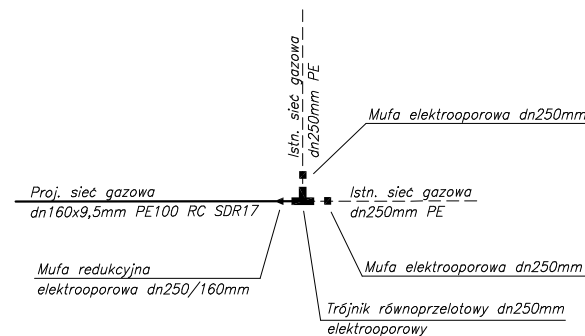 Istn. sieć gazowa
dn250mm PE
Mufa elektrooporowa dn250mm
Proj. sieć gazowa
dn160x9,5mm PE100 RC SDR17
Istn. sieć gazowa
dn250mm PE
Mufa redukcyjna
elektrooporowa dn250/160mm
Mufa elektrooporowa dn250mm
Trójnik równoprzelotowy dn250mm
elektrooporowy